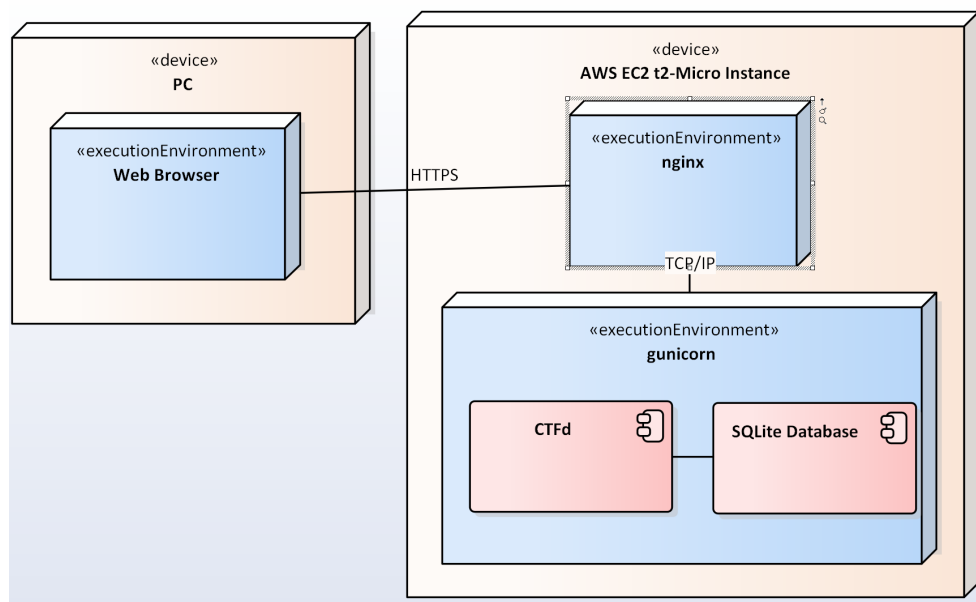 «device»
PC
«executionEnvironment»
Web Browser
HTTPS
«device»
AWS EC2 t2-Micro Instance
«executionEnvironment»
nginx
TCP/IP
«executionEnvironment»
gunicorn
CTFd
SQLite Database